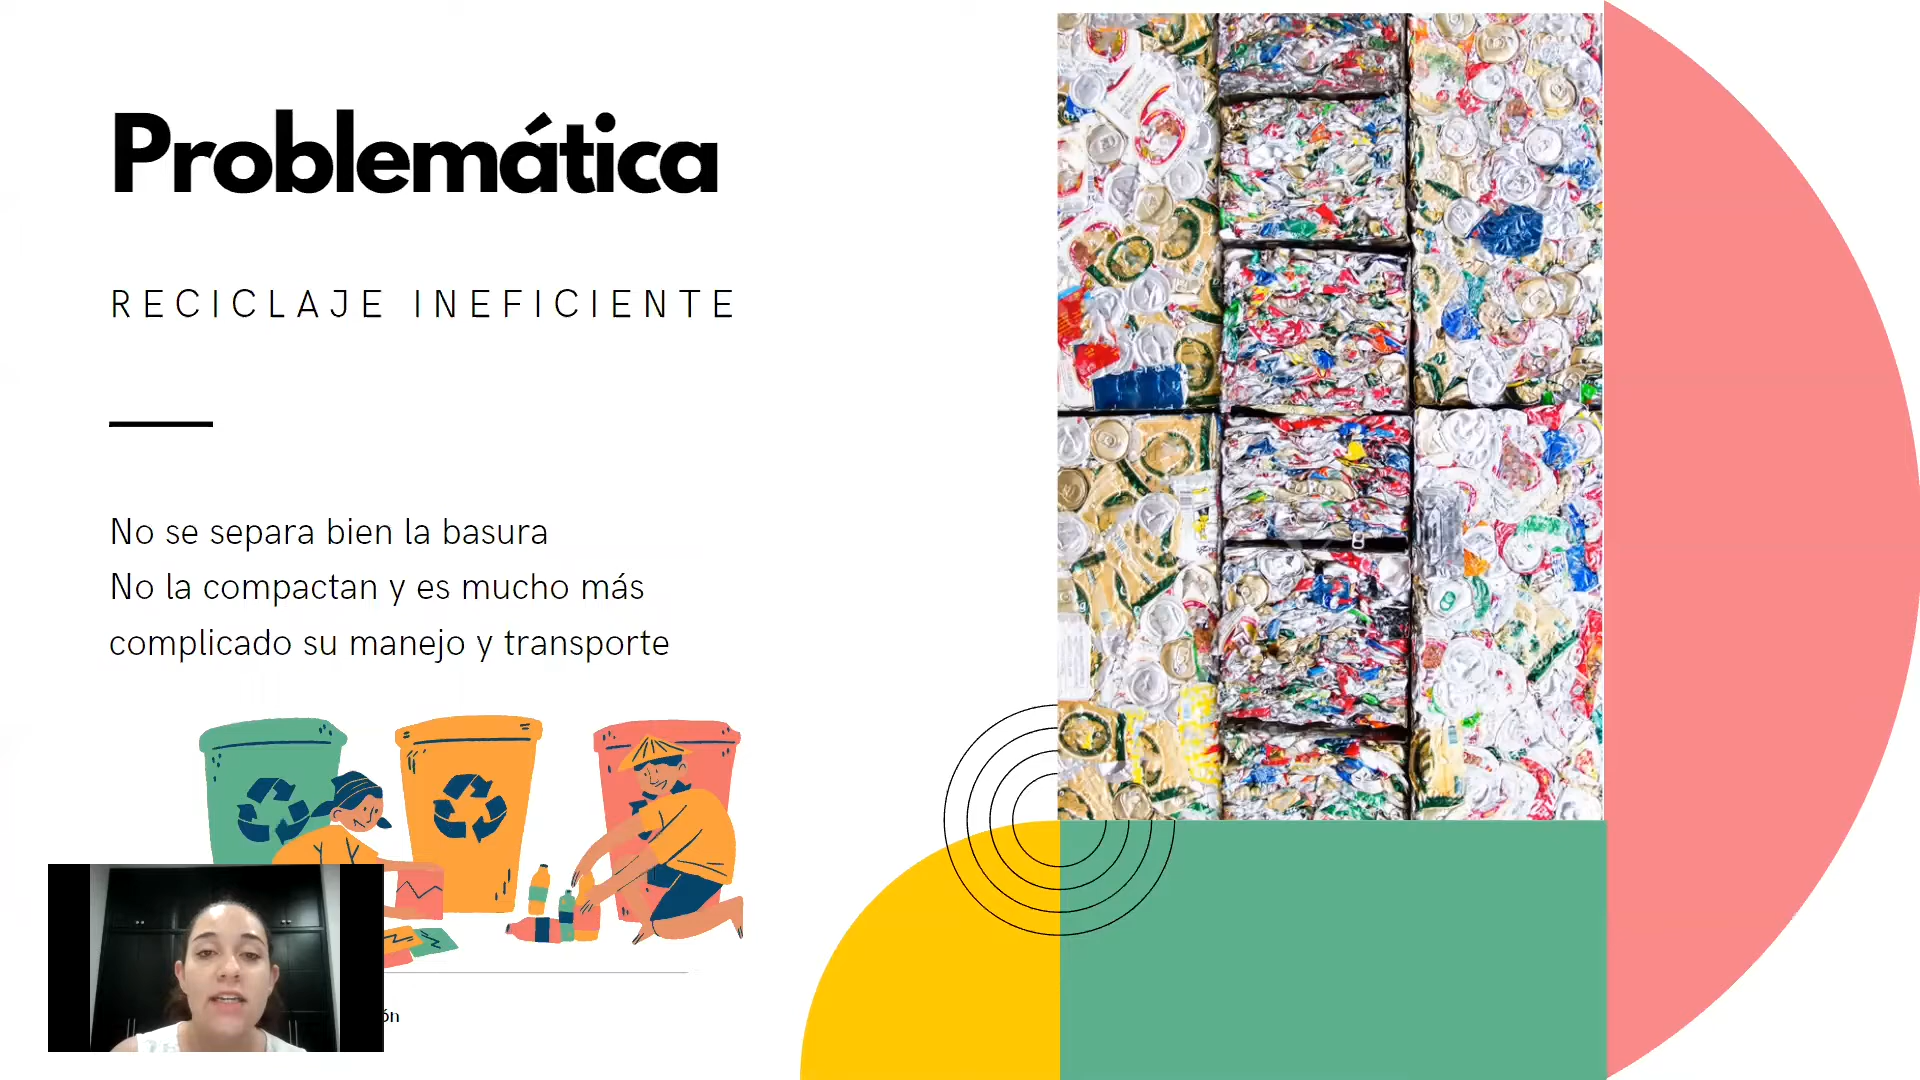 Problemática
RECICLAJE INEFICIENTE
No se separa bien la basura
No la compactan y es mucho más
complicado su manejo y transporte